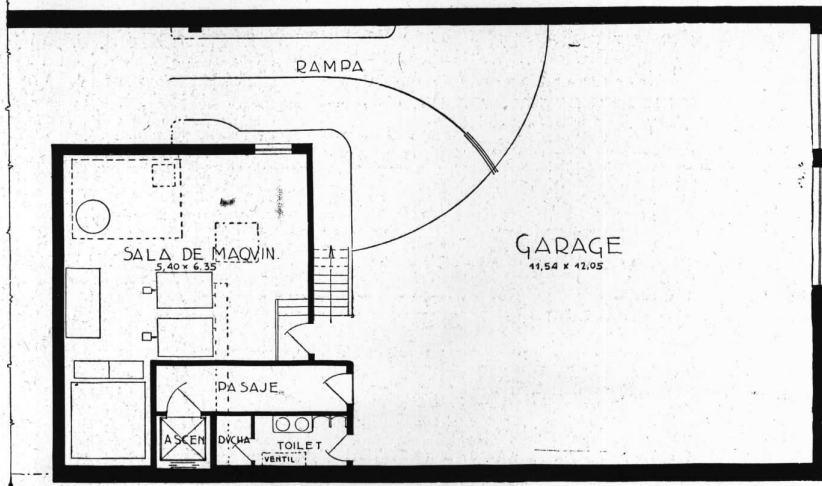 RAMPA
SALA DE MAQVIN.
5,40 x 6.35
GARAGE
11,54 x 12,05
PASAJE
ASCEN
DVCHA
TOILET
VENTIL